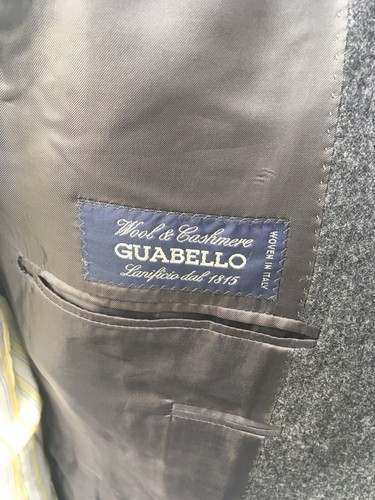 Wool & Cashmere
GUABELLO
Lanificio dal 1815
WOVEN IN ITALY